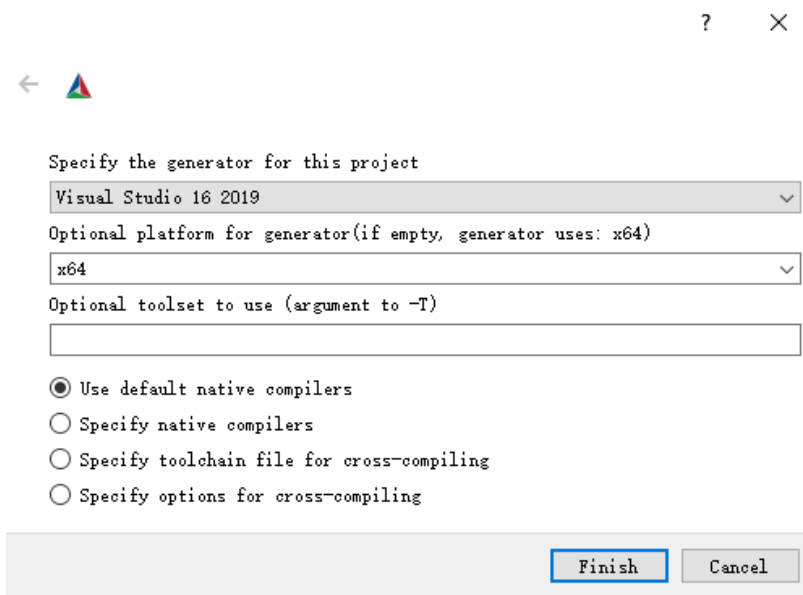 ?
Specify the generator for this project
Visual Studio 16 2019
Optional platform for generator(if empty, generator uses: x64)
x64
Optional toolset to use (argument to -T)
Use default native compilers
Specify native compilers
Specify toolchain file for cross-compiling
Specify options for cross-compiling
Finish Cancel